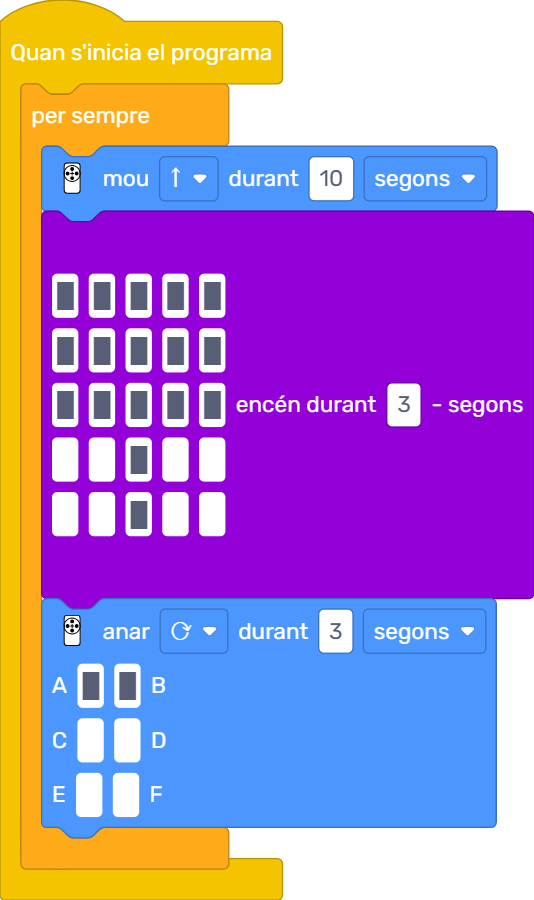 Quan s'inicia el programa
per sempre
mou ↑ durant 10 segons
encén durant 3 - segons
anar ⟳ durant 3 segons
A B
C D
E F